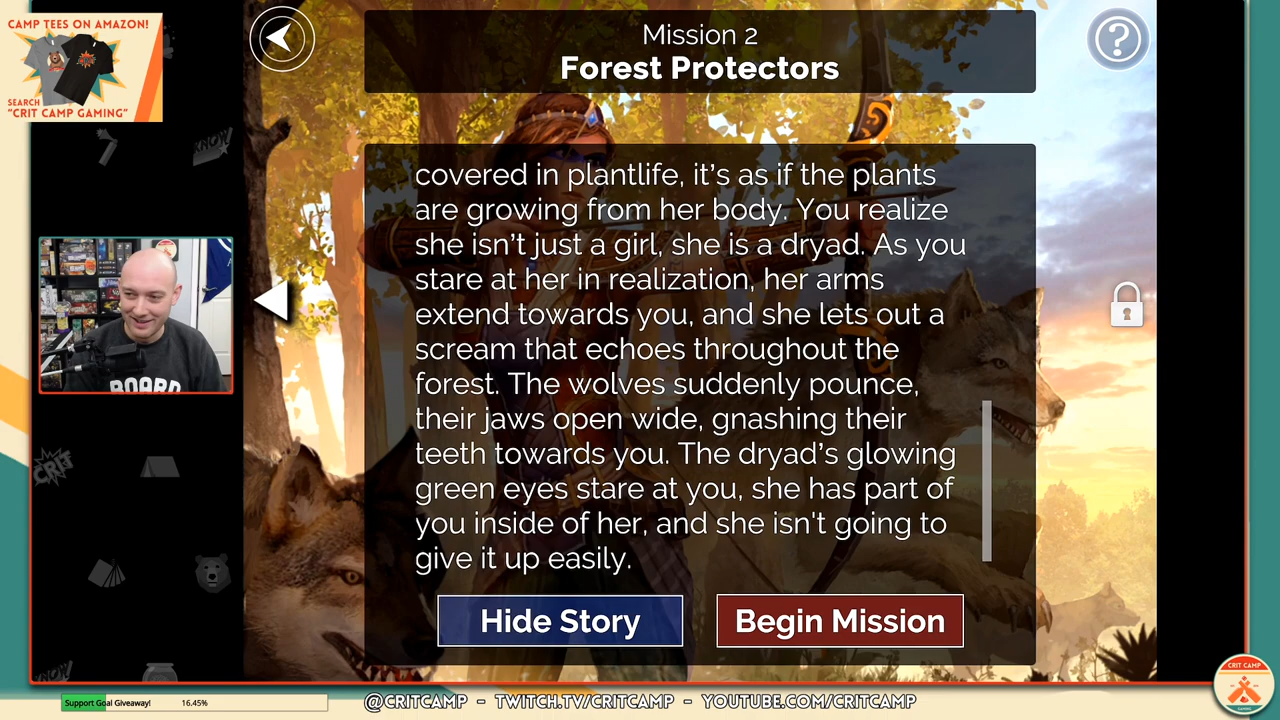 CAMP TEES ON AMAZON!
SEARCH
"CRIT CAMP GAMING"
Mission 2
Forest Protectors
?
covered in plantlife, it's as if the plants
are growing from her body. You realize
she isn't just a girl, she is a dryad. As you
stare at her in realization, her arms
extend towards you, and she lets out a
scream that echoes throughout the
forest. The wolves suddenly pounce,
their jaws open wide, gnashing their
teeth towards you. The dryad's glowing
green eyes stare at you, she has part of
you inside of her, and she isn't going to
give it up easily.
Hide Story
Begin Mission
BOARD
KNOW
CRIT
KNOW
Support Goal Giveaway!
16.45%
@CRITCAMP - TWITCH.TV/CRITCAMP - YOUTUBE.COM/CRITCAMP
CRIT CAMP
GAMING